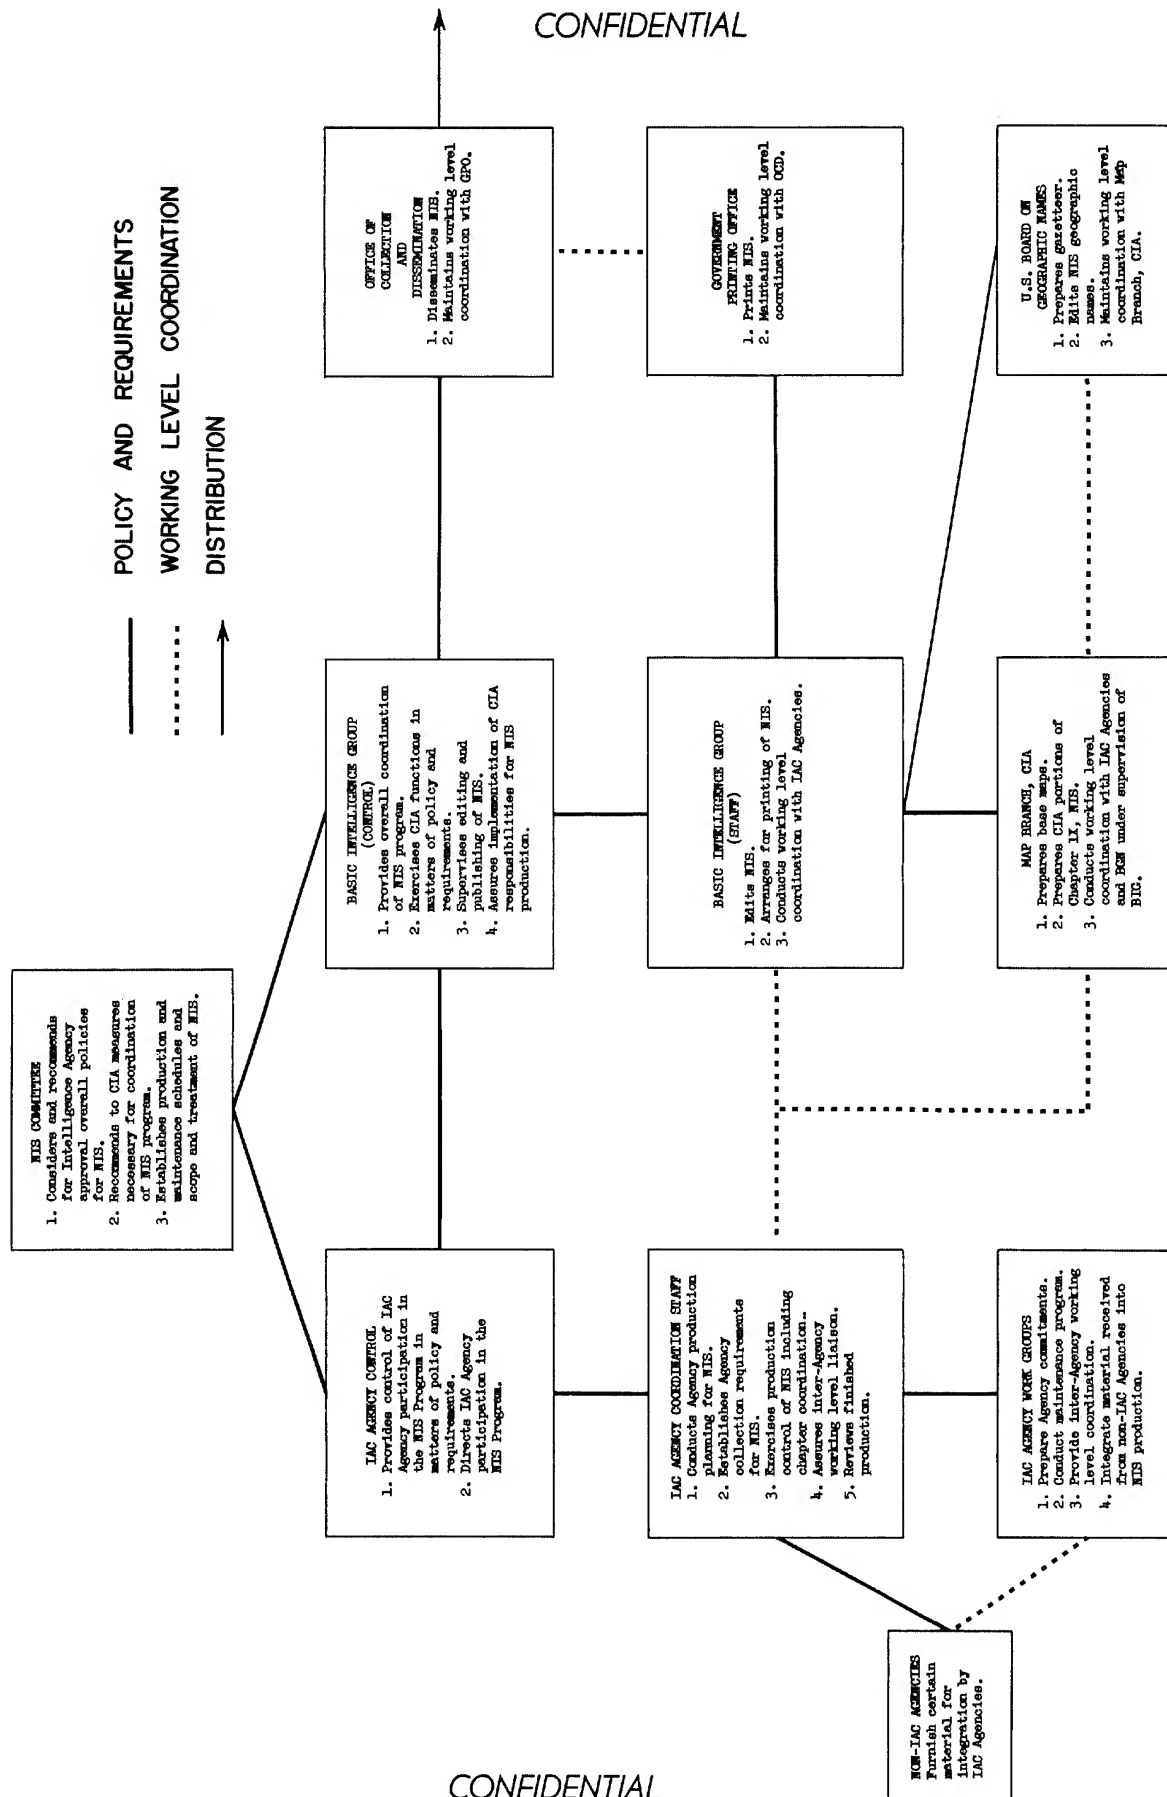 CONFIDENTIAL
POLICY AND REQUIREMENTS
WORKING LEVEL COORDINATION
DISTRIBUTION
NIS COMMITTEE
1. Considers and recommends
for Intelligence Agency
approval overall policies
for NIS.
2. Recommends to CIA measures
necessary for coordination
of NIS program.
3. Establishes production and
maintenance schedules and
scope and treatment of NIS.
IAC AGENCY CONTROL
1. Provides control of IAC
Agency participation in
the NIS Program in
matters of policy and
requirements.
2. Directs IAC Agency
participation in the
NIS Program.
BASIC INTELLIGENCE GROUP
(CONTROL)
1. Provides overall coordination
of NIS program.
2. Exercises CIA functions in
matters of policy and
requirements.
3. Supervises editing and
publishing of NIS.
4. Assures implementation of CIA
responsibilities for NIS
production.
OFFICE OF
COLLECTION
AND
DISSEMINATION
1. Disseminates NIS.
2. Maintains working level
coordination with GPO.
IAC AGENCY COORDINATION STAFF
1. Conducts Agency production
planning for NIS.
2. Establishes Agency
collection requirements
for NIS.
3. Exercises production
control of NIS including
chapter coordination..
4. Assures inter-Agency
working level liaison.
5. Reviews finished
production.
BASIC INTELLIGENCE GROUP
(STAFF)
1. Edits NIS.
2. Arranges for printing of NIS.
3. Conducts working level
coordination with IAC Agencies.
GOVERNMENT
PRINTING OFFICE
1. Prints NIS.
2. Maintains working level
coordination with OCD.
NON-IAC AGENCIES
Furnish certain
material for
integration by
IAC Agencies.
IAC AGENCY WORK GROUPS
1. Prepare Agency commitments.
2. Conduct maintenance program.
3. Provide inter-Agency working
level coordination.
4. Integrate material received
from non-IAC Agencies into
NIS production.
MAP BRANCH, CIA
1. Prepares base maps.
2. Prepares CIA portions of
Chapter IX, NIS.
3. Conducts working level
coordination with IAC Agencies
and BGN under supervision of
BIG.
U.S. BOARD ON
GEOGRAPHIC NAMES
1. Prepares gazetteer.
2. Edits NIS geographic
names.
3. Maintains working level
coordination with Map
Branch, CIA.
CONFIDENTIAL